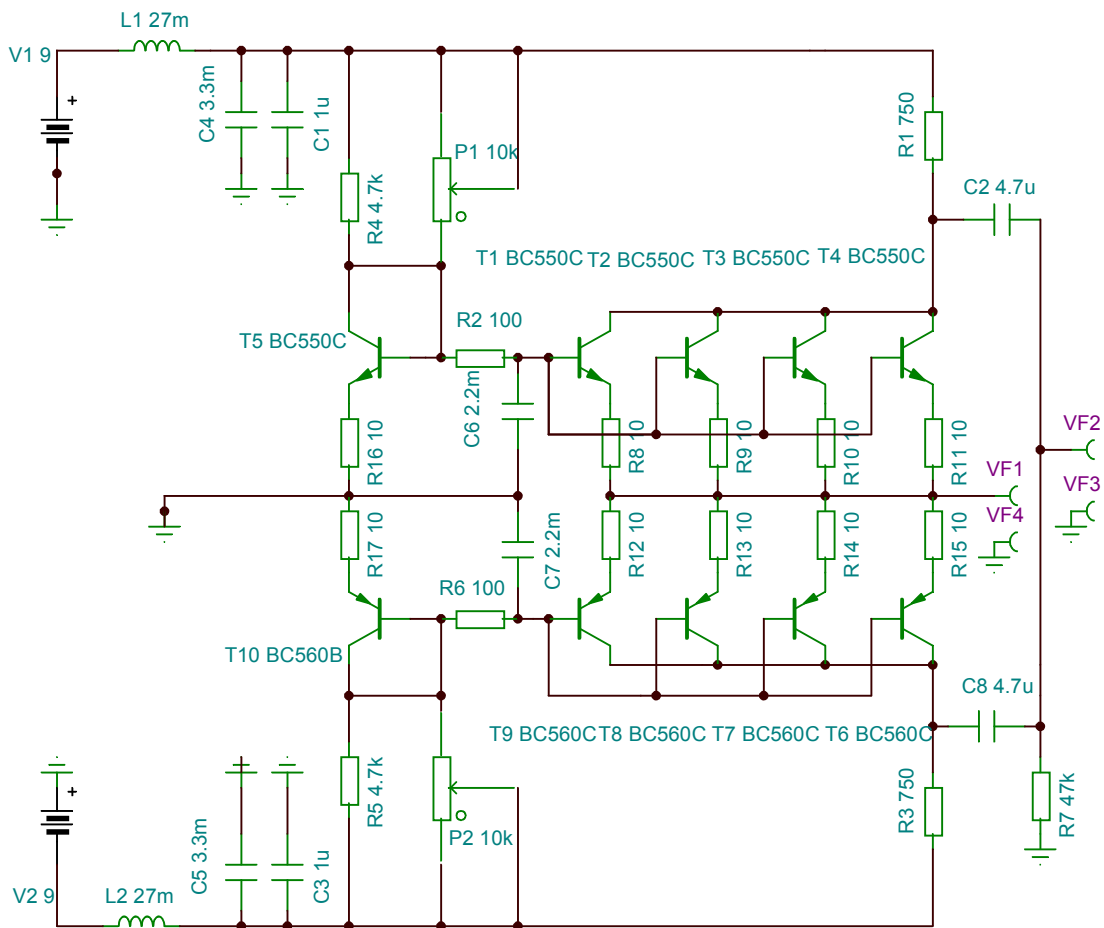 L1 27m
V1 9
+
C4 3.3m
C1 1u
R4 4.7k
P1 10k
R1 750
C2 4.7u
T1 BC550C
T2 BC550C
T3 BC550C
T4 BC550C
T5 BC550C
R2 100
C6 2.2m
R16 10
R8 10
R9 10
R10 10
R11 10
VF2
VF1
VF3
VF4
R17 10
C7 2.2m
R12 10
R13 10
R14 10
R15 10
R6 100
T10 BC560B
C8 4.7u
T9 BC560C
T8 BC560C
T7 BC560C
T6 BC560C
+
R5 4.7k
P2 10k
R3 750
R7 47k
C5 3.3m
C3 1u
V2 9
L2 27m